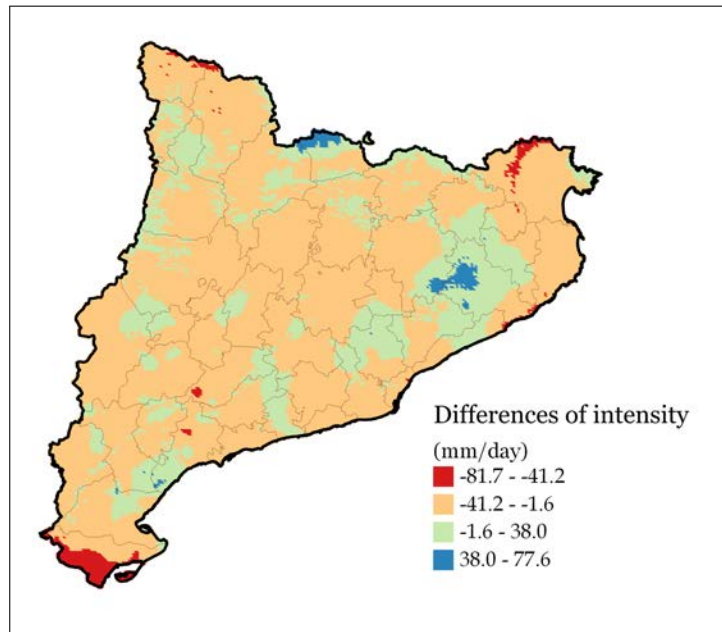 Differences of intensity
(mm/day)
-81.7 - -41.2
-41.2 - -1.6
-1.6 - 38.0
38.0 - 77.6